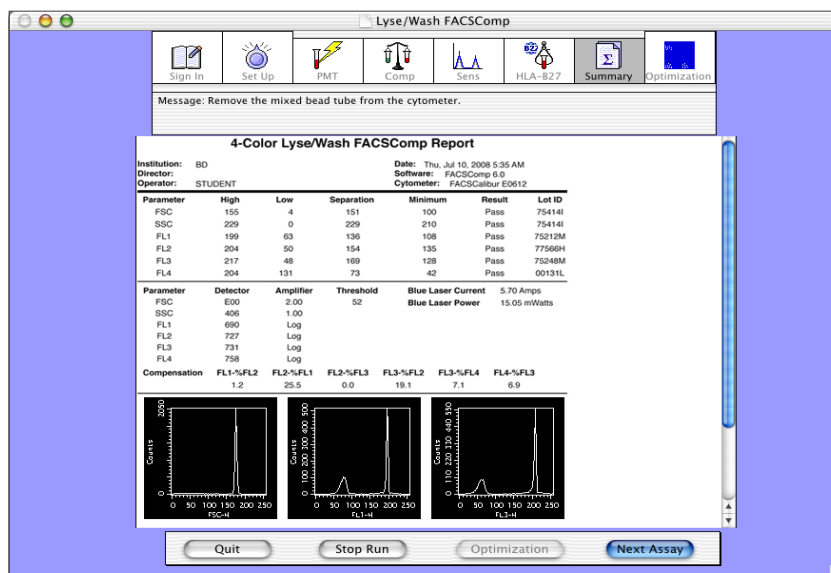 Lyse/Wash FACSComp
Sign In Set Up PMT Comp Sens B27 HLA-B27 Σ Summary Optimization
Message: Remove the mixed bead tube from the cytometer.
4-Color Lyse/Wash FACSComp Report
Institution: BD Date: Thu, Jul 10, 2008 5:35 AM
Director: Software: FACSComp 6.0
Operator: STUDENT Cytometer: FACSCalibur E0612
Parameter High Low Separation Minimum Result Lot ID
FSC 155 4 151 100 Pass 75414I
SSC 229 0 229 210 Pass 75414I
FL1 199 63 136 108 Pass 75212M
FL2 204 50 154 135 Pass 77566H
FL3 217 48 169 128 Pass 75248M
FL4 204 131 73 42 Pass 00131L
Parameter Detector Amplifier Threshold Blue Laser Current 5.70 Amps
FSC E00 2.00 52 Blue Laser Power 15.05 mWatts
SSC 406 1.00
FL1 690 Log
FL2 727 Log
FL3 731 Log
FL4 758 Log
Compensation FL1-%FL2 FL2-%FL1 FL2-%FL3 FL3-%FL2 FL3-%FL4 FL4-%FL3
1.2 25.5 0.0 19.1 7.1 6.9
Counts 0 2050
0 50 100 150 200 250
FSC-H
Counts 0 100 200 300 400 500
0 50 100 150 200 250
FL1-H
Counts 0 110 220 330 440 550
0 50 100 150 200 250
FL3-H
Quit Stop Run Optimization Next Assay